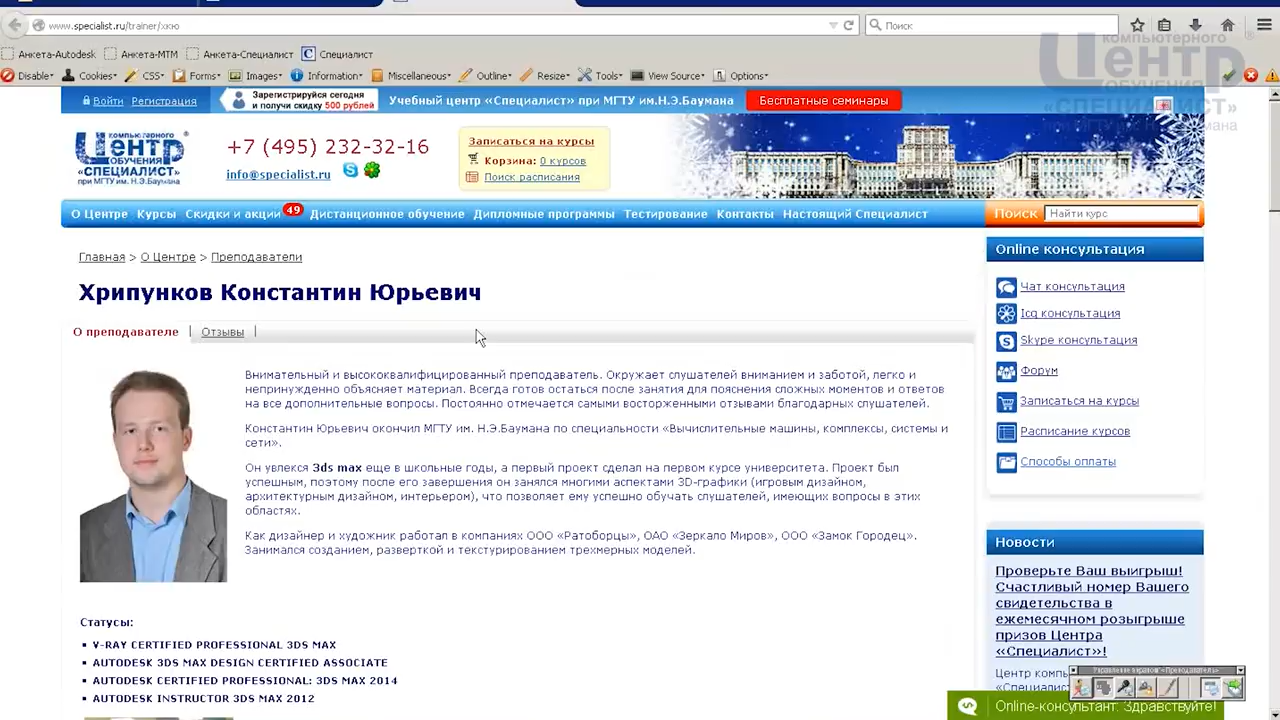 www.specialist.ru/trainer/хкю
Поиск
Анкета-Autodesk Анкета-МТМ Анкета-Специалист Специалист
Disable Cookies CSS Forms Images Information Miscellaneous Outline Resize Tools View Source Options
компьютерного
Центр
ОБУЧЕНИЯ
«СПЕЦИАЛИСТ»
Войти Регистрация
Зарегистрируйся сегодня
и получи скидку 500 рублей
Учебный центр «Специалист» при МГТУ им.Н.Э.Баумана
Бесплатные семинары
КОМПЬЮТЕРНОГО
Центр
ОБУЧЕНИЯ
«СПЕЦИАЛИСТ»
при МГТУ им. Н.Э.Баумана
+7 (495) 232-32-16
info@specialist.ru
Записаться на курсы
Корзина: 0 курсов
Поиск расписания
О Центре Курсы Скидки и акции 49 Дистанционное обучение Дипломные программы Тестирование Контакты Настоящий Специалист
Поиск Найти курс
Главная > О Центре > Преподаватели
Хрипунков Константин Юрьевич
О преподавателе | Отзывы |
Внимательный и высококвалифицированный преподаватель. Окружает слушателей вниманием и заботой, легко и
непринужденно объясняет материал. Всегда готов остаться после занятия для пояснения сложных моментов и ответов
на все дополнительные вопросы. Постоянно отмечается самыми восторженными отзывами благодарных слушателей.
Константин Юрьевич окончил МГТУ им. Н.Э.Баумана по специальности «Вычислительные машины, комплексы, системы и
сети».
Он увлекся 3ds max еще в школьные годы, а первый проект сделал на первом курсе университета. Проект был
успешным, поэтому после его завершения он занялся многими аспектами 3D-графики (игровым дизайном,
архитектурным дизайном, интерьером), что позволяет ему успешно обучать слушателей, имеющих вопросы в этих
областях.
Как дизайнер и художник работал в компаниях ООО «Ратоборцы», ОАО «Зеркало Миров», ООО «Замок Городец».
Занимался созданием, разверткой и текстурированием трехмерных моделей.
Статусы:
V-RAY CERTIFIED PROFESSIONAL 3DS MAX
AUTODESK 3DS MAX DESIGN CERTIFIED ASSOCIATE
AUTODESK CERTIFIED PROFESSIONAL: 3DS MAX 2014
AUTODESK INSTRUCTOR 3DS MAX 2012
Online консультация
Чат консультация
Icq консультация
Skype консультация
Форум
Записаться на курсы
Расписание курсов
Способы оплаты
Новости
Проверьте Ваш выигрыш!
Счастливый номер Вашего
свидетельства в
ежемесячном розыгрыше
призов Центра
«Специалист»!
Центр комп
«Специалист
Управление экраном "Преподаватель"
Online-консультант: Здравствуйте!